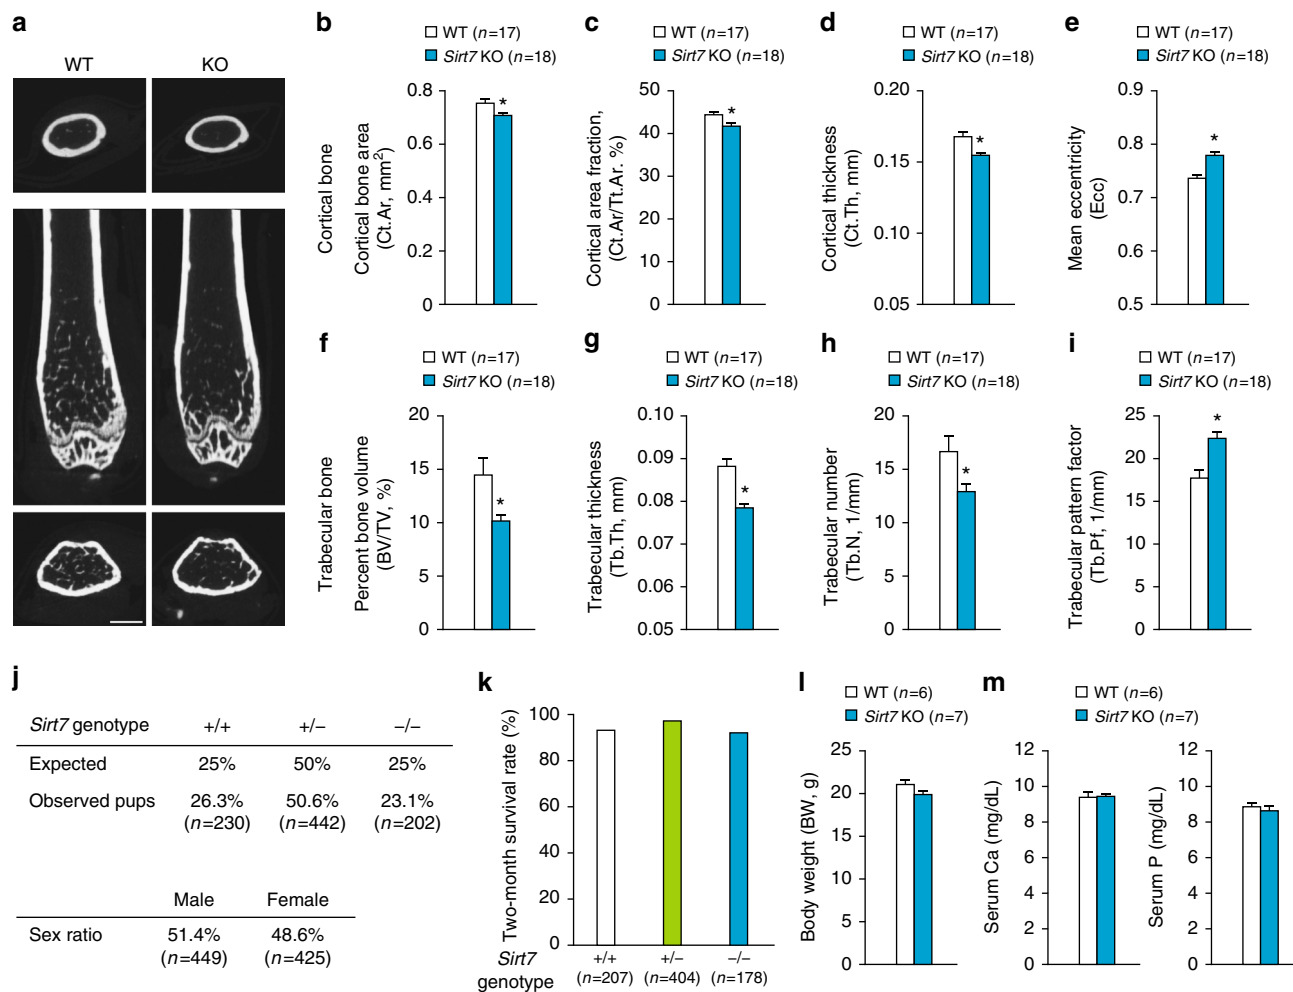 a
WT
KO
b
WT (n=17)
Sirt7 KO (n=18)
Cortical bone
Cortical bone area
(Ct.Ar, mm²)
0.8
0.6
0.4
0.2
0
*
c
WT (n=17)
Sirt7 KO (n=18)
Cortical area fraction,
(Ct.Ar/Tt.Ar. %)
50
40
30
20
10
0
*
d
WT (n=17)
Sirt7 KO (n=18)
Cortical thickness
(Ct.Th, mm)
0.20
0.15
0.10
0.05
*
e
WT (n=17)
Sirt7 KO (n=18)
Mean eccentricity
(Ecc)
0.9
0.8
0.7
0.6
0.5
*
f
WT (n=17)
Sirt7 KO (n=18)
Trabecular bone
Percent bone volume
(BV/TV, %)
20
15
10
5
0
*
g
WT (n=17)
Sirt7 KO (n=18)
Trabecular thickness
(Tb.Th, mm)
0.10
0.09
0.08
0.07
0.06
0.05
*
h
WT (n=17)
Sirt7 KO (n=18)
Trabecular number
(Tb.N, 1/mm)
20
15
10
5
0
*
i
WT (n=17)
Sirt7 KO (n=18)
Trabecular pattern factor
(Tb.Pf, 1/mm)
25
20
15
10
5
0
*
j
Sirt7 genotype +/+ +/− −/−
Expected 25% 50% 25%
Observed pups 26.3% 50.6% 23.1%
(n=230) (n=442) (n=202)
Male Female
Sex ratio 51.4% 48.6%
(n=449) (n=425)
k
Two-month survival rate (%)
100
80
60
40
20
0
Sirt7 +/+ +/− −/−
genotype (n=207) (n=404) (n=178)
l
WT (n=6)
Sirt7 KO (n=7)
Body weight (BW, g)
25
20
15
10
5
0
m
WT (n=6)
Sirt7 KO (n=7)
Serum Ca (mg/dL)
12
10
8
6
4
2
0
Serum P (mg/dL)
12
10
8
6
4
2
0